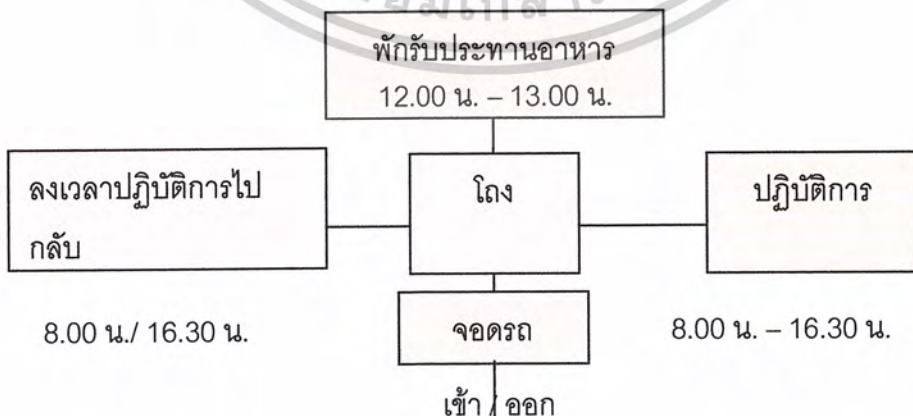 พักรับประทานอาหาร
12.00 น. – 13.00 น.
ลงเวลาปฏิบัติการไป
กลับ
โถง
ปฏิบัติการ
8.00 น./ 16.30 น.
จอดรถ
8.00 น. – 16.30 น.
เข้า / ออก